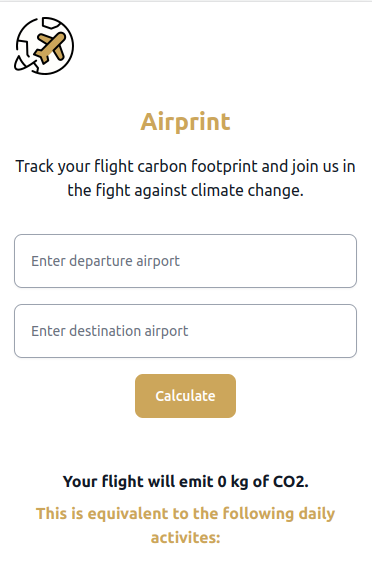 Airprint
Track your flight carbon footprint and join us in
the fight against climate change.
Enter departure airport
Enter destination airport
Calculate
Your flight will emit 0 kg of CO2.
This is equivalent to the following daily
activites: